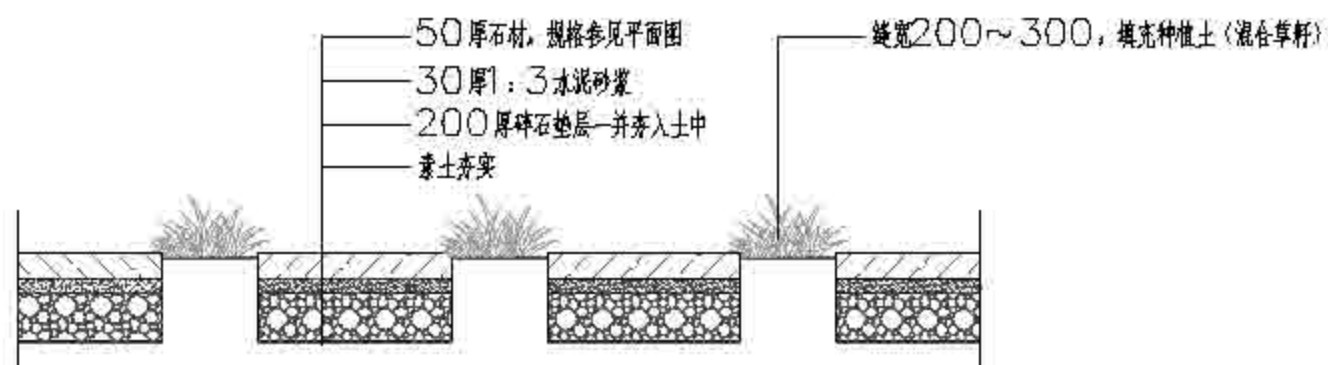 50厚石材，规格参见平面图
30厚1：3水泥砂浆
200厚碎石垫层一并夯入土中
素土夯实
缝宽200～300，填充种植土（混合草籽）